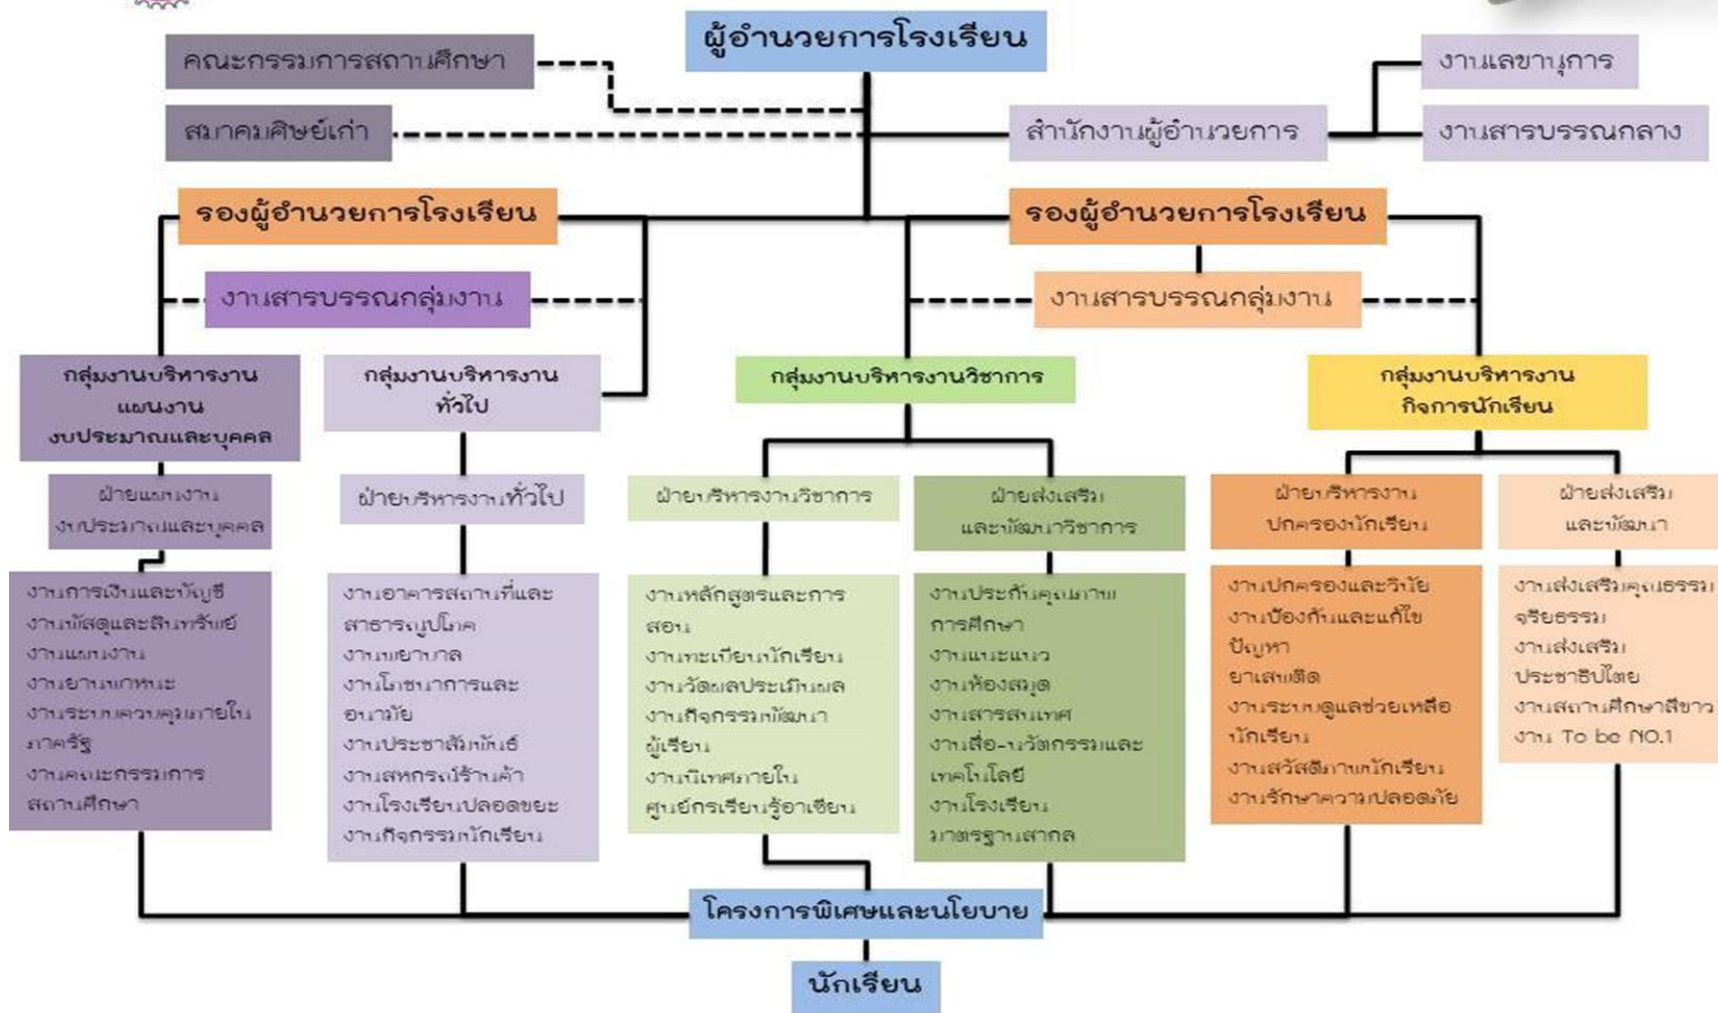 ผู้อำนวยการโรงเรียน
คณะกรรมการสถานศึกษา
งานเลขานุการ
สมาคมศิษย์เก่า
สำนักงานผู้อำนวยการ
งานสารบรรณกลาง
รองผู้อำนวยการโรงเรียน
รองผู้อำนวยการโรงเรียน
งานสารบรรณกลุ่มงาน
งานสารบรรณกลุ่มงาน
กลุ่มงานบริหารงาน
แผนงาน
งบประมาณและบุคคล
กลุ่มงานบริหารงาน
ทั่วไป
กลุ่มงานบริหารงานวิชาการ
กลุ่มงานบริหารงาน
กิจการนักเรียน
ฝ่ายแผนงาน
งบประมาณและบุคคล
ฝ่ายบริหารงานทั่วไป
ฝ่ายบริหารงานวิชาการ
ฝ่ายส่งเสริม
และพัฒนาวิชาการ
ฝ่ายบริหารงาน
ปกครองนักเรียน
ฝ่ายส่งเสริม
และพัฒนา
งานการเงินและบัญชี
งานพัสดุและสินทรัพย์
งานแผนงาน
งานยานพาหนะ
งานระบบควบคุมภายใน
ภาครัฐ
งานคณะกรรมการ
สถานศึกษา
งานอาคารสถานที่และ
สาธารณูปโภค
งานพยาบาล
งานโภชนาการและ
อนามัย
งานประชาสัมพันธ์
งานสหกรณ์ร้านค้า
งานโรงเรียนปลอดขยะ
งานกิจกรรมนักเรียน
งานหลักสูตรและการ
สอน
งานทะเบียนนักเรียน
งานวัดผลประเมินผล
งานกิจกรรมพัฒนา
ผู้เรียน
งานนิเทศภายใน
ศูนย์กรเรียนรู้อาเซียน
งานประกันคุณภาพ
การศึกษา
งานแนะแนว
งานห้องสมุด
งานสารสนเทศ
งานสื่อ-นวัตกรรมและ
เทคโนโลยี
งานโรงเรียน
มาตรฐานสากล
งานปกครองและวินัย
งานป้องกันและแก้ไข
ปัญหา
ยาเสพติด
งานระบบดูแลช่วยเหลือ
นักเรียน
งานสวัสดิภาพนักเรียน
งานรักษาความปลอดภัย
งานส่งเสริมคุณธรรม
จริยธรรม
งานส่งเสริม
ประชาธิปไตย
งานสถานศึกษาสีขาว
งาน To be NO.1
โครงการพิเศษและนโยบาย
นักเรียน